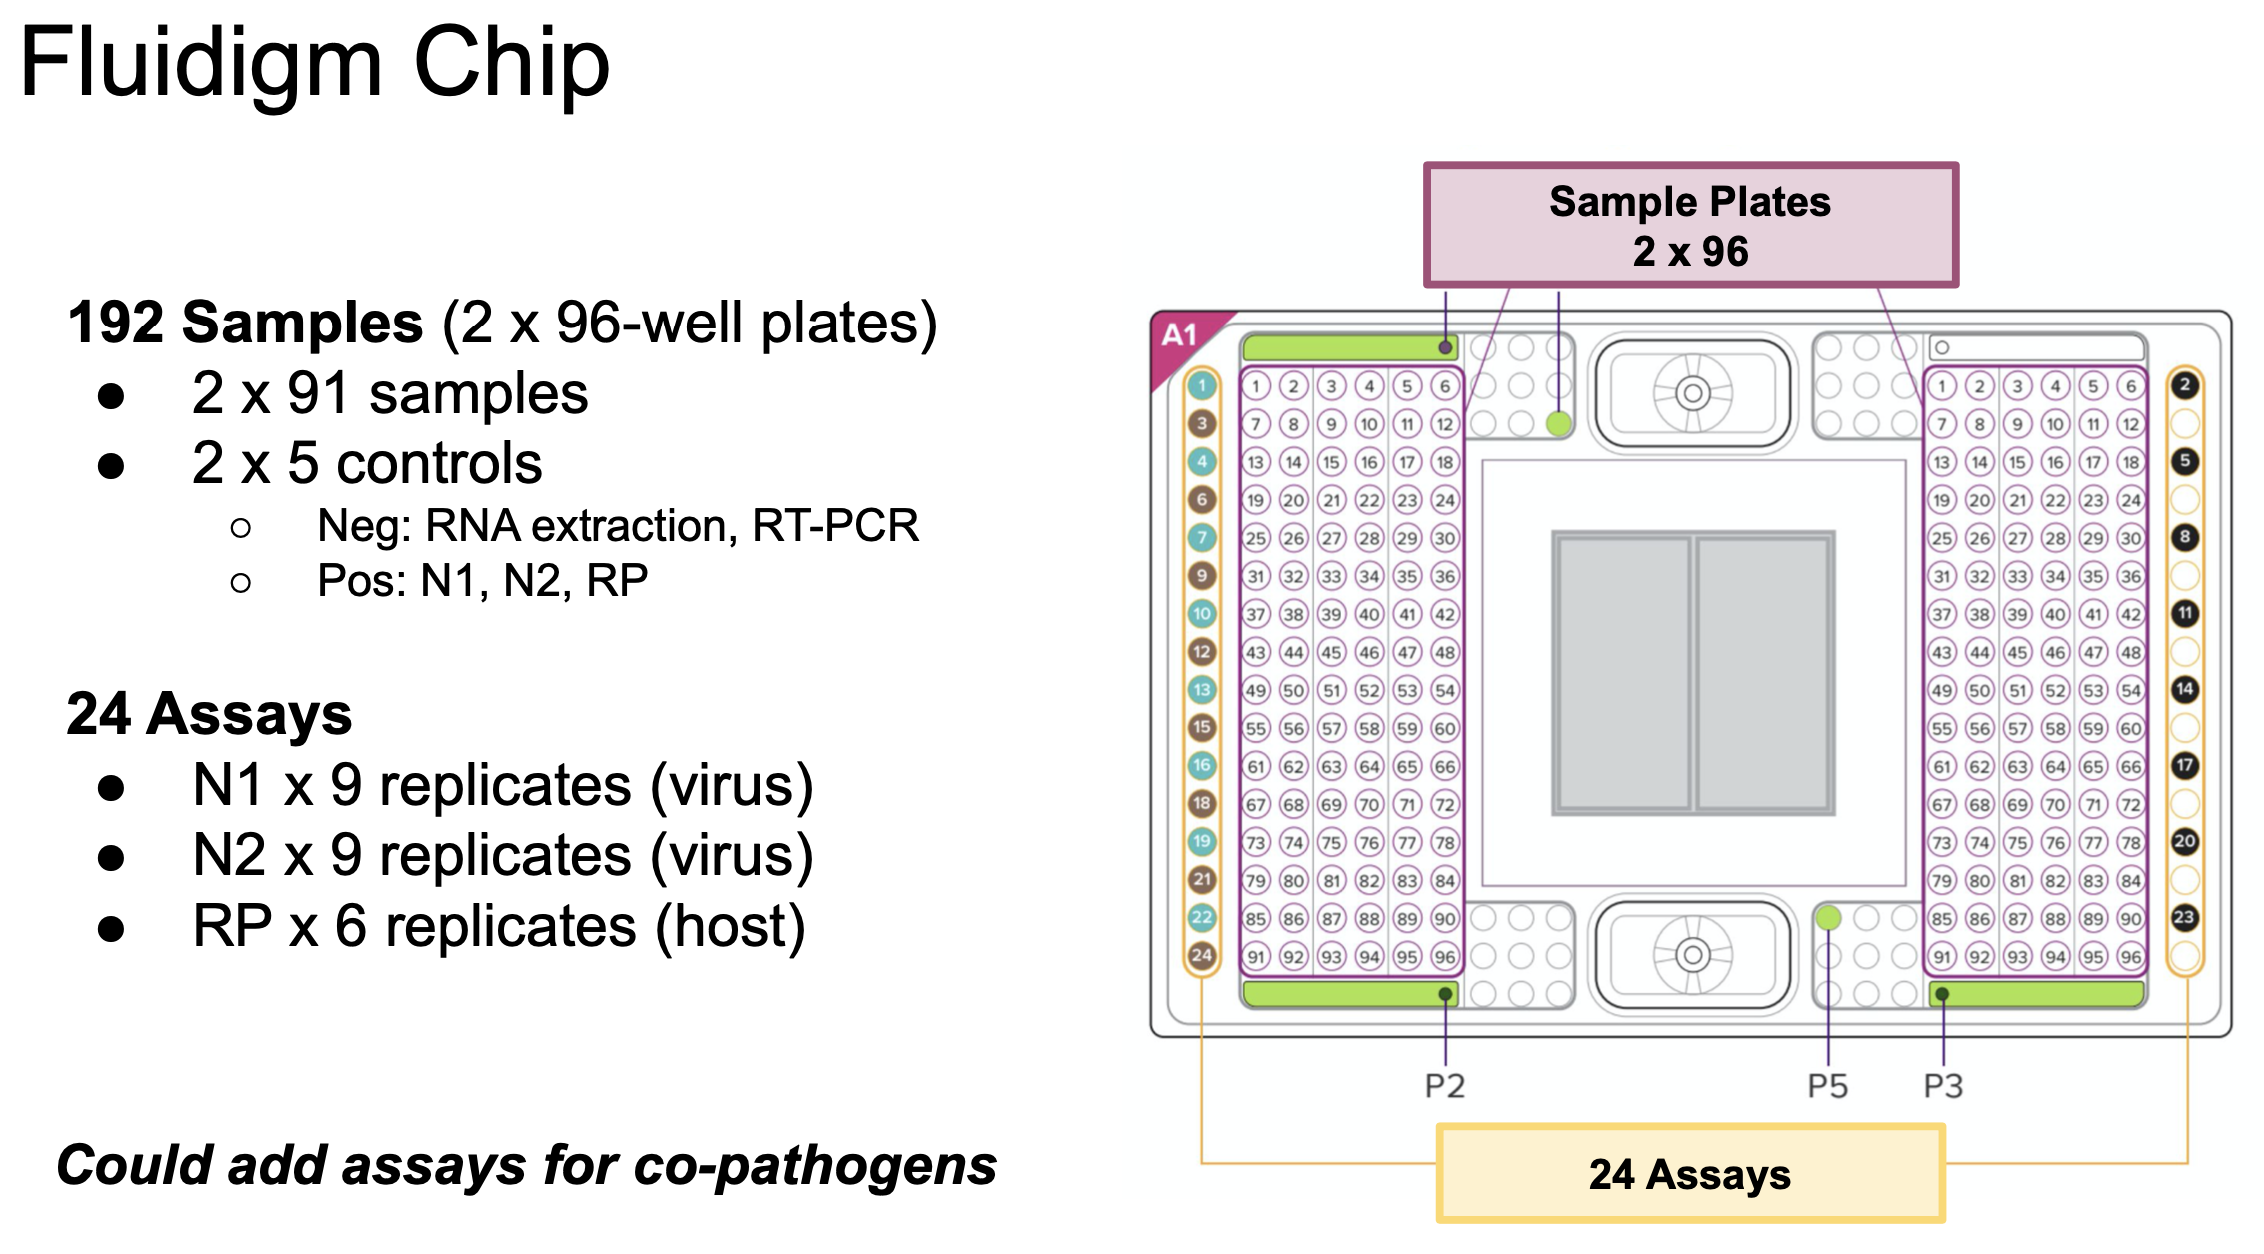 Fluidigm Chip
192 Samples (2 x 96-well plates)
● 2 x 91 samples
● 2 x 5 controls
○ Neg: RNA extraction, RT-PCR
○ Pos: N1, N2, RP
24 Assays
● N1 x 9 replicates (virus)
● N2 x 9 replicates (virus)
● RP x 6 replicates (host)
Could add assays for co-pathogens
Sample Plates
2 x 96
A1
1 1 2 3 4 5 6 1 2 3 4 5 6 2
3 7 8 9 10 11 12 7 8 9 10 11 12
4 13 14 15 16 17 18 13 14 15 16 17 18 5
6 19 20 21 22 23 24 19 20 21 22 23 24
7 25 26 27 28 29 30 25 26 27 28 29 30 8
9 31 32 33 34 35 36 31 32 33 34 35 36
10 37 38 39 40 41 42 37 38 39 40 41 42 11
12 43 44 45 46 47 48 43 44 45 46 47 48
13 49 50 51 52 53 54 49 50 51 52 53 54 14
15 55 56 57 58 59 60 55 56 57 58 59 60
16 61 62 63 64 65 66 61 62 63 64 65 66 17
18 67 68 69 70 71 72 67 68 69 70 71 72
19 73 74 75 76 77 78 73 74 75 76 77 78 20
21 79 80 81 82 83 84 79 80 81 82 83 84
22 85 86 87 88 89 90 85 86 87 88 89 90 23
24 91 92 93 94 95 96 91 92 93 94 95 96
P2 P5 P3
24 Assays